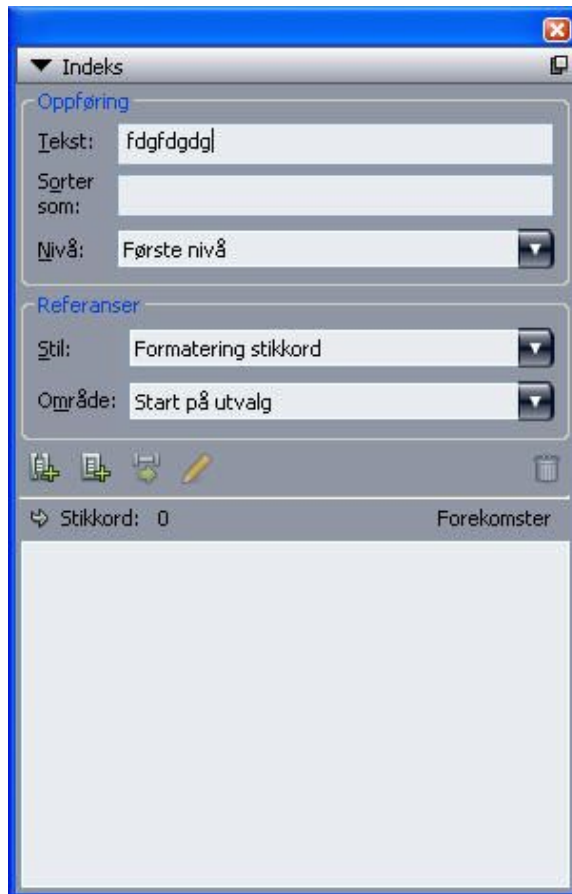 Indeks
Oppføring
Tekst: fdgfdgdg
Sorter
som:
Nivå: Første nivå
Referanser
Stil: Formatering stikkord
Område: Start på utvalg
Stikkord: 0 Forekomster